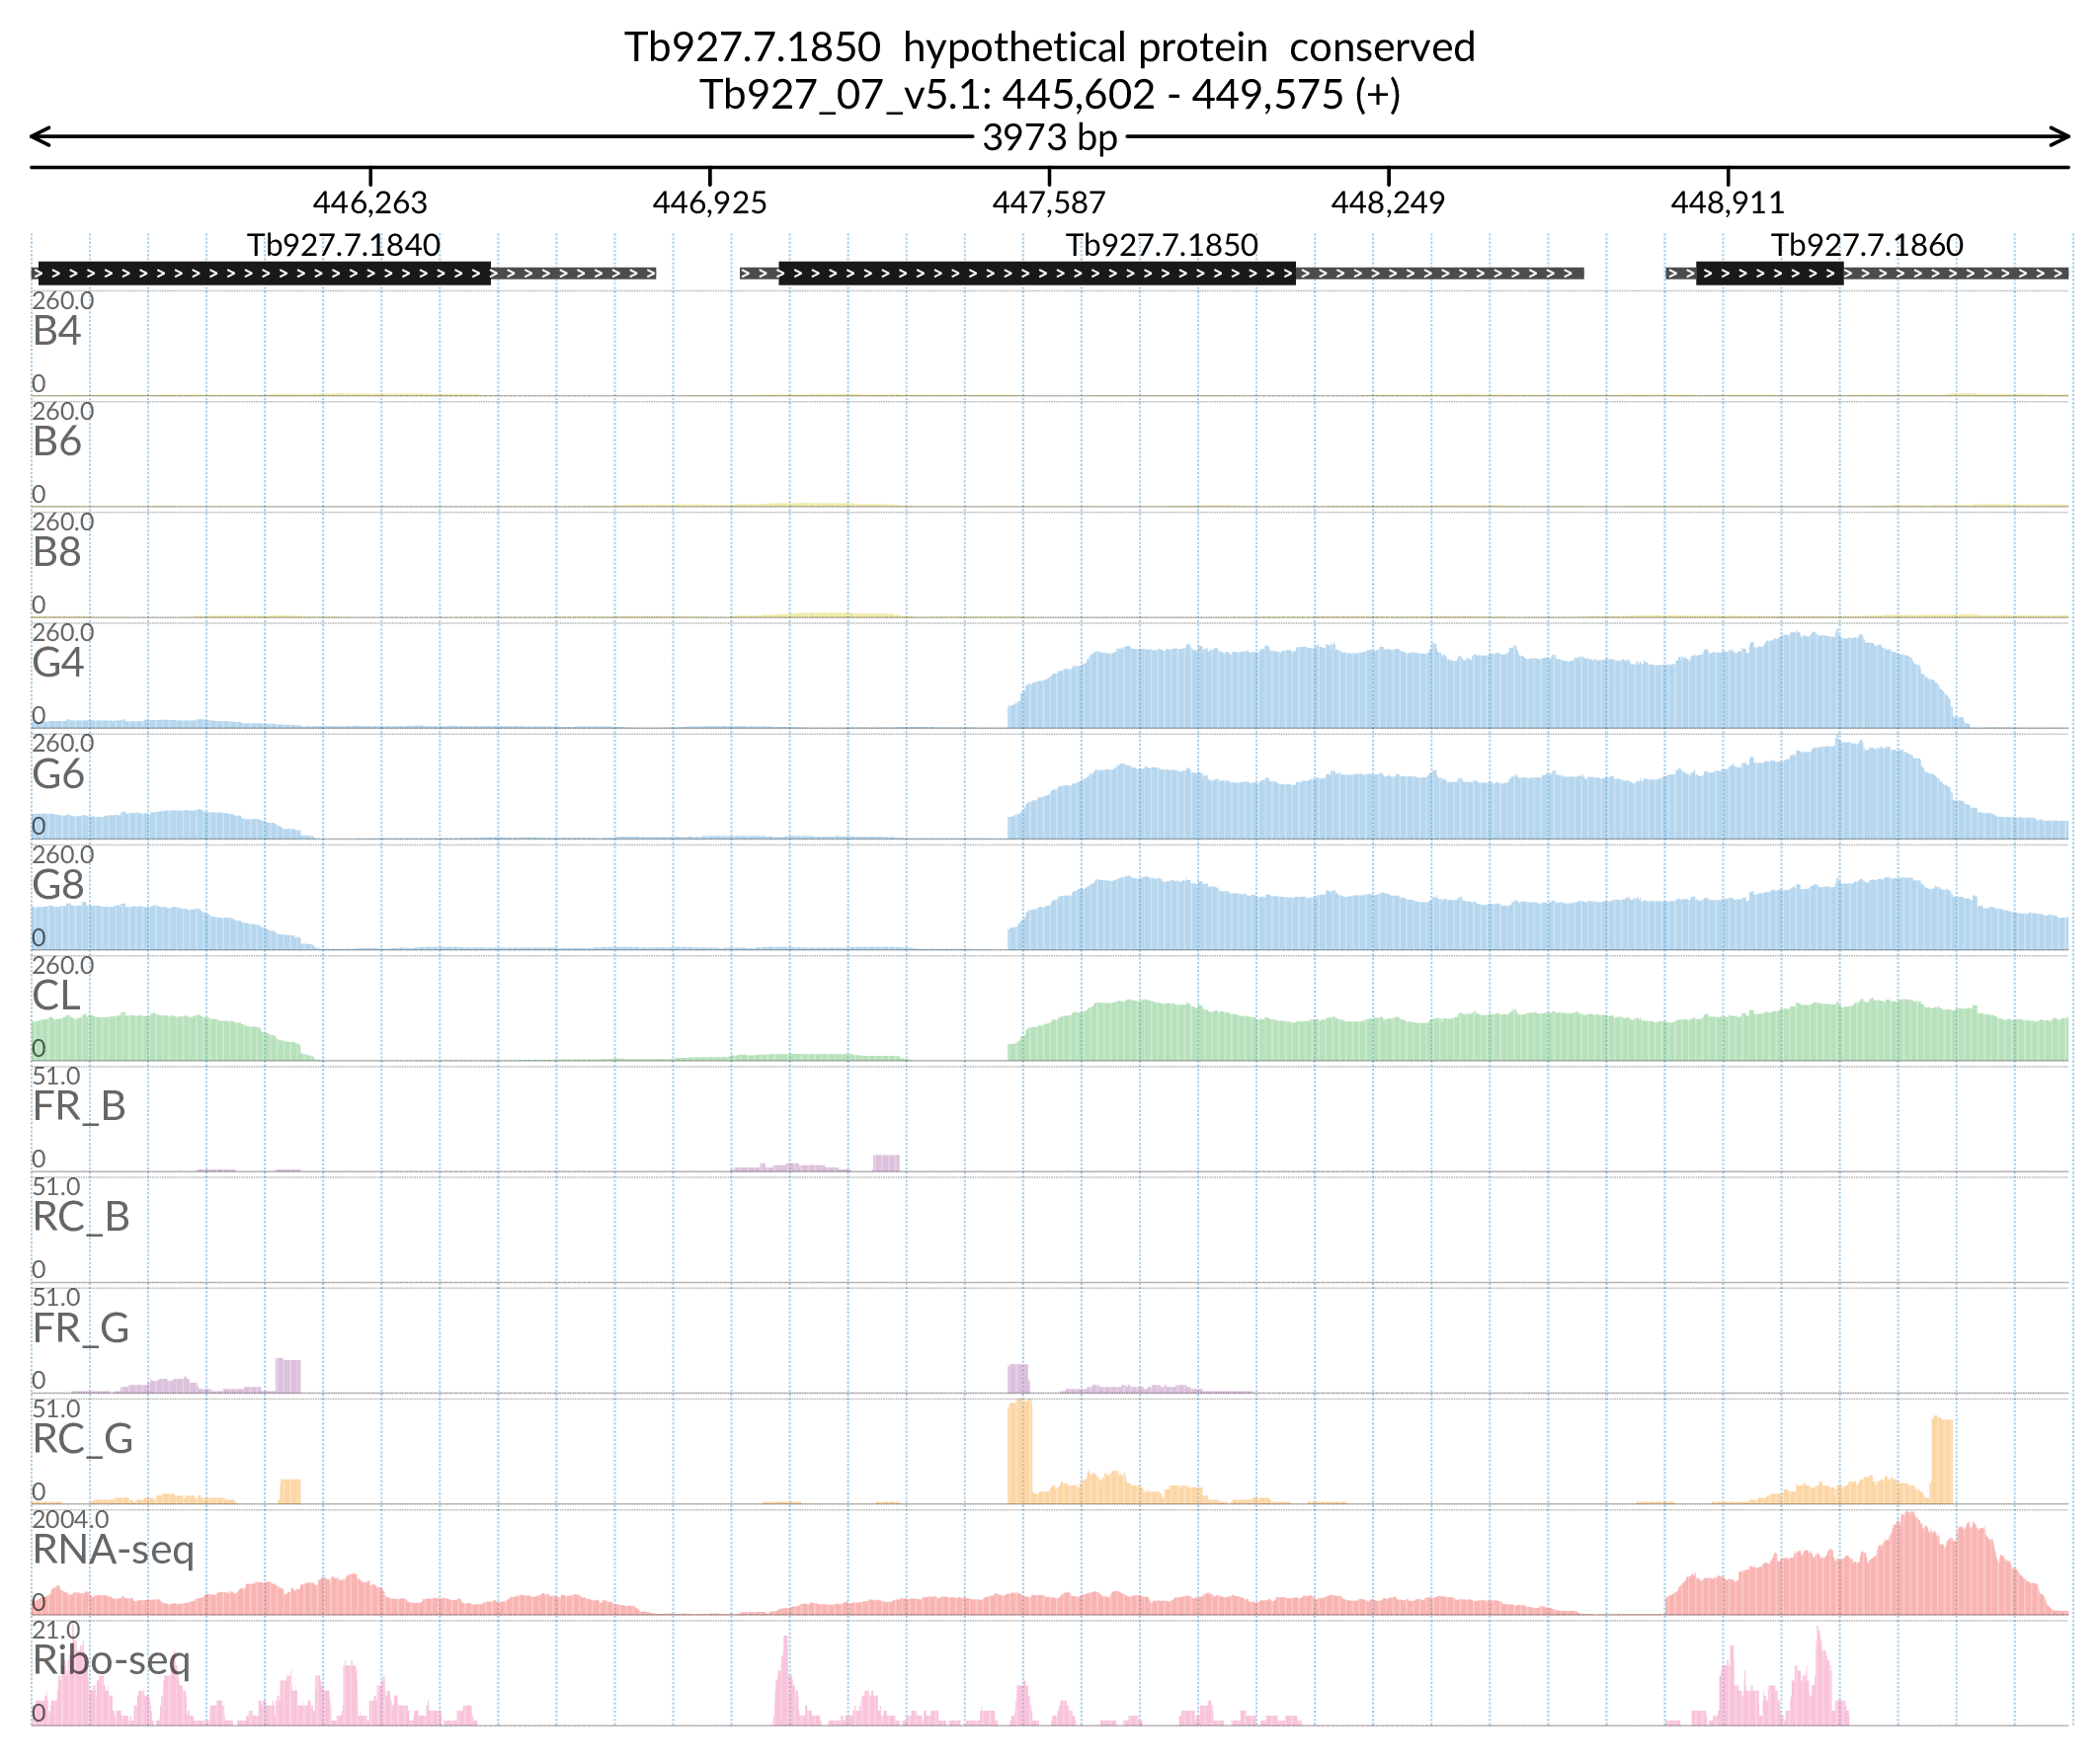 Tb927.7.1850  hypothetical protein  conserved
Tb927_07_v5.1: 445,602 - 449,575 (+)
3973 bp
446,263 446,925 447,587 448,249 448,911
Tb927.7.1840 Tb927.7.1850 Tb927.7.1860
260.0
B4
0
260.0
B6
0
260.0
B8
0
260.0
G4
0
260.0
G6
0
260.0
G8
0
260.0
CL
0
51.0
FR_B
0
51.0
RC_B
0
51.0
FR_G
0
51.0
RC_G
0
2004.0
RNA-seq
0
21.0
Ribo-seq
0